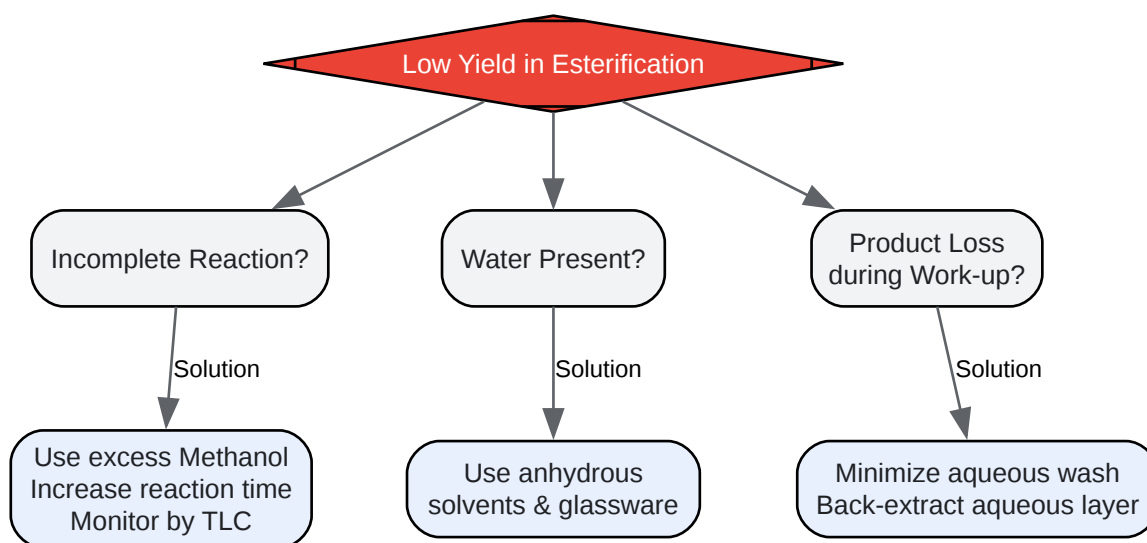 Low Yield in Esterification
Incomplete Reaction?
Water Present?
Product Loss
during Work-up?
Solution
Solution
Solution
Use excess Methanol
Increase reaction time
Monitor by TLC
Use anhydrous
solvents & glassware
Minimize aqueous wash
Back-extract aqueous layer